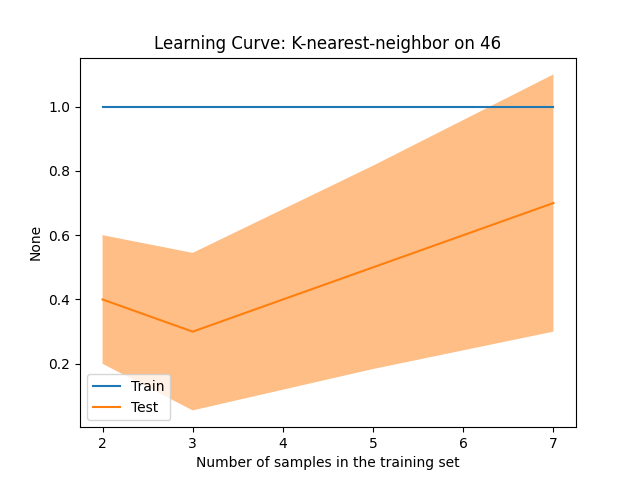 Learning Curve: K-nearest-neighbor on 46
None
1.0
0.8
0.6
0.4
0.2
Train
Test
2 3 4 5 6 7
Number of samples in the training set